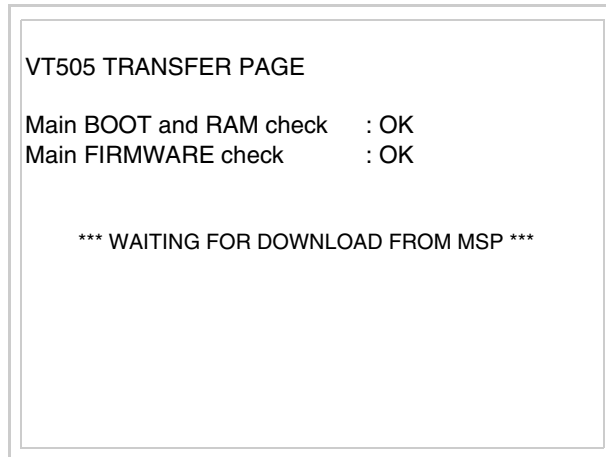 VT505 TRANSFER PAGE
Main BOOT and RAM check : OK
Main FIRMWARE check : OK
*** WAITING FOR DOWNLOAD FROM MSP ***